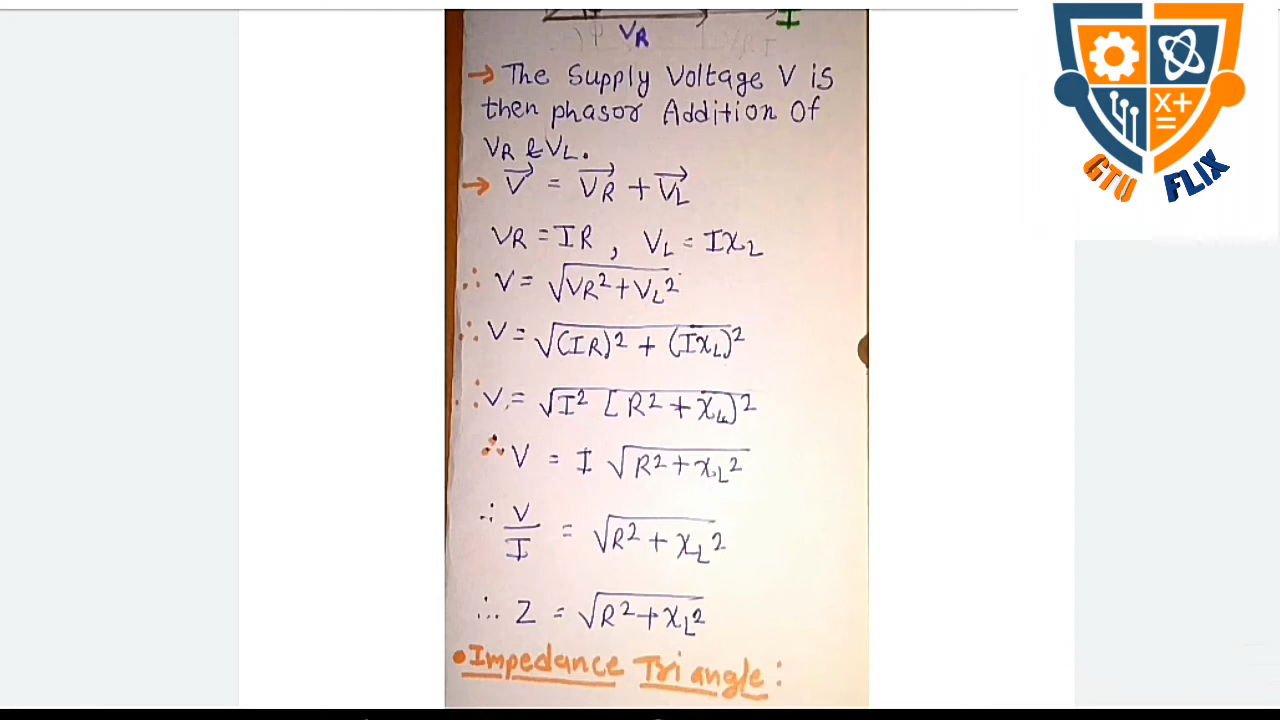 VR I
→ The Supply Voltage V is
then phasor Addition Of
VR & VL.
→ V⃗ = V⃗R + V⃗L
VR = IR , VL = IXL
∴ V = √VR² + VL²
∴ V = √(IR)² + (IXL)²
∴ V = √I² [R² + XL)²
∴ V = I √R² + XL²
∴ V/I = √R² + XL²
∴ Z = √R² + XL²
• Impedance Triangle:
X+
=
GTU FLIX